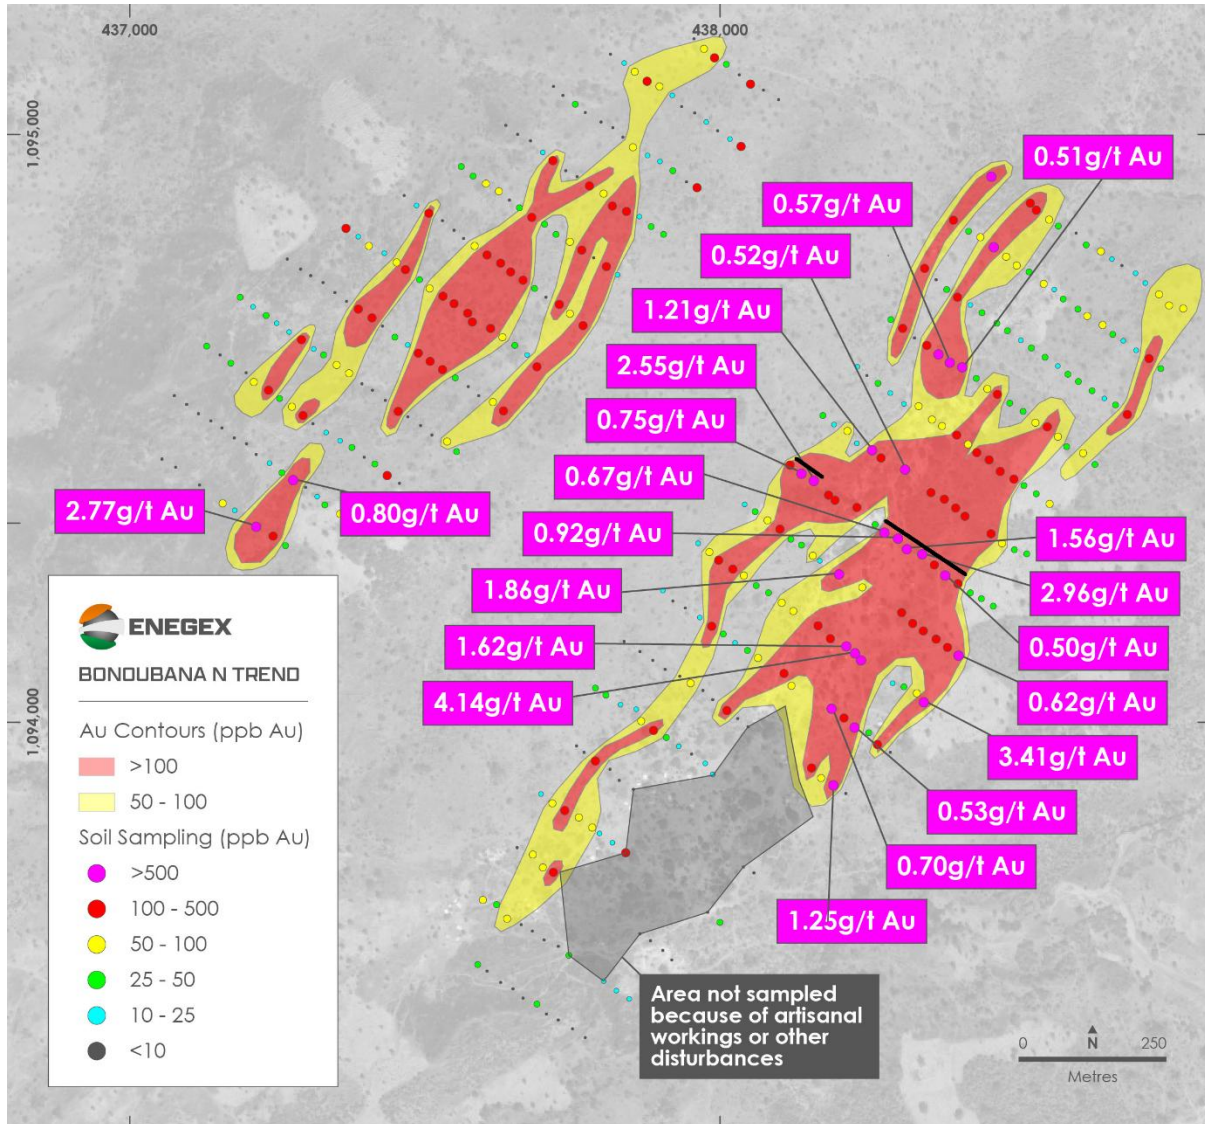 437,000
438,000
1,095,000
0.51g/t Au
0.57g/t Au
0.52g/t Au
1.21g/t Au
2.55g/t Au
0.75g/t Au
0.67g/t Au
2.77g/t Au
0.80g/t Au
0.92g/t Au
1.56g/t Au
1.86g/t Au
2.96g/t Au
1.62g/t Au
0.50g/t Au
4.14g/t Au
0.62g/t Au
1,094,000
3.41g/t Au
0.53g/t Au
0.70g/t Au
1.25g/t Au
ENEGEX
BONOUBANA N TREND
Au Contours (ppb Au)
>100
50 - 100
Soil Sampling (ppb Au)
>500
100 - 500
50 - 100
25 - 50
10 - 25
<10
Area not sampled
because of artisanal
workings or other
disturbances
0 N 250
Metres